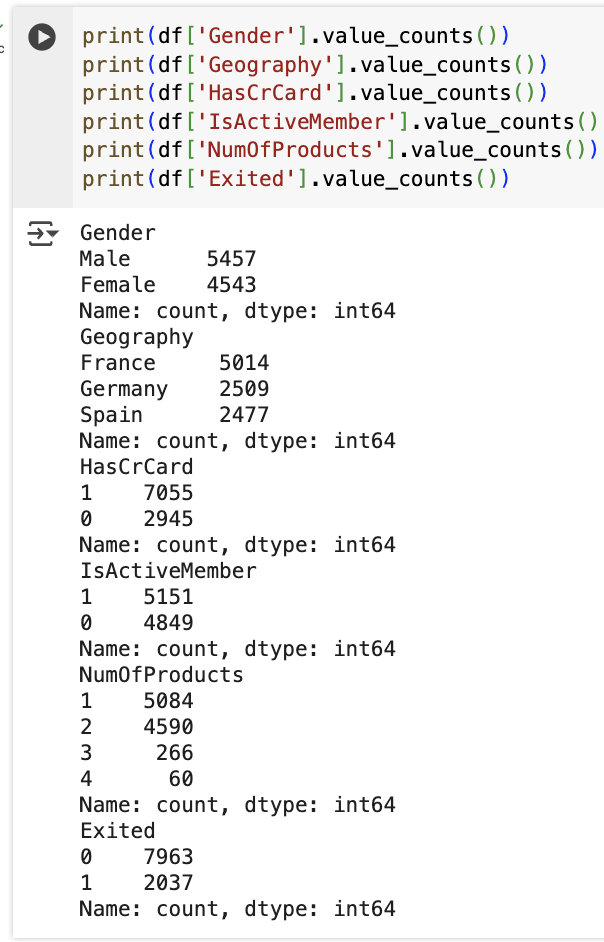 print(df['Gender'].value_counts())
print(df['Geography'].value_counts())
print(df['HasCrCard'].value_counts())
print(df['IsActiveMember'].value_counts()
print(df['NumOfProducts'].value_counts())
print(df['Exited'].value_counts())
Gender
Male      5457
Female    4543
Name: count, dtype: int64
Geography
France     5014
Germany    2509
Spain      2477
Name: count, dtype: int64
HasCrCard
1    7055
0    2945
Name: count, dtype: int64
IsActiveMember
1    5151
0    4849
Name: count, dtype: int64
NumOfProducts
1    5084
2    4590
3     266
4      60
Name: count, dtype: int64
Exited
0    7963
1    2037
Name: count, dtype: int64